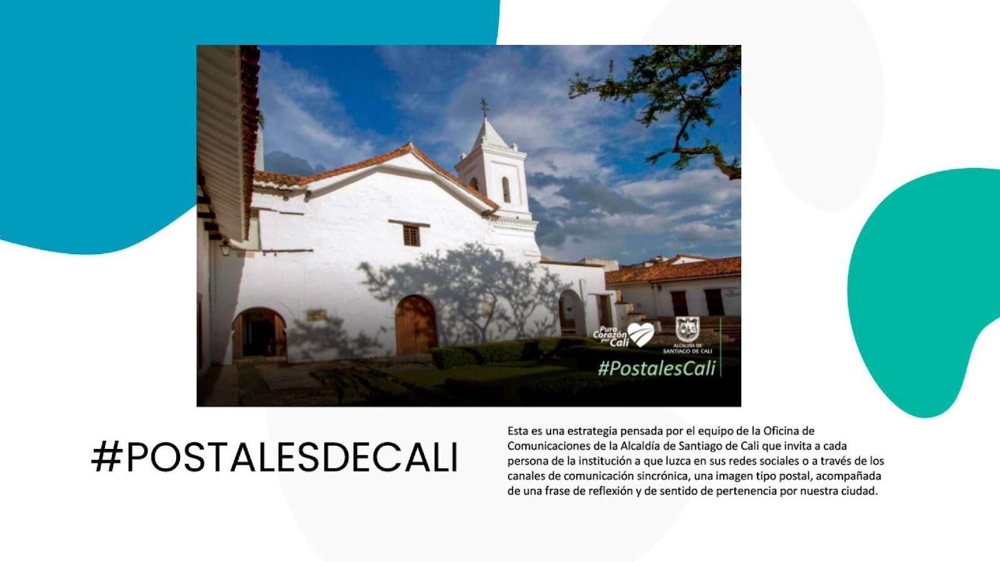 Puro
Corazón
por Cali
ALCALDÍA DE
SANTIAGO DE CALI
#PostalesCali
#POSTALESDECALI
Esta es una estrategia pensada por el equipo de la Oficina de
Comunicaciones de la Alcaldía de Santiago de Cali que invita a cada
persona de la institución a que luzca en sus redes sociales o a través de los
canales de comunicación sincrónica, una imagen tipo postal, acompañada
de una frase de reflexión y de sentido de pertenencia por nuestra ciudad.